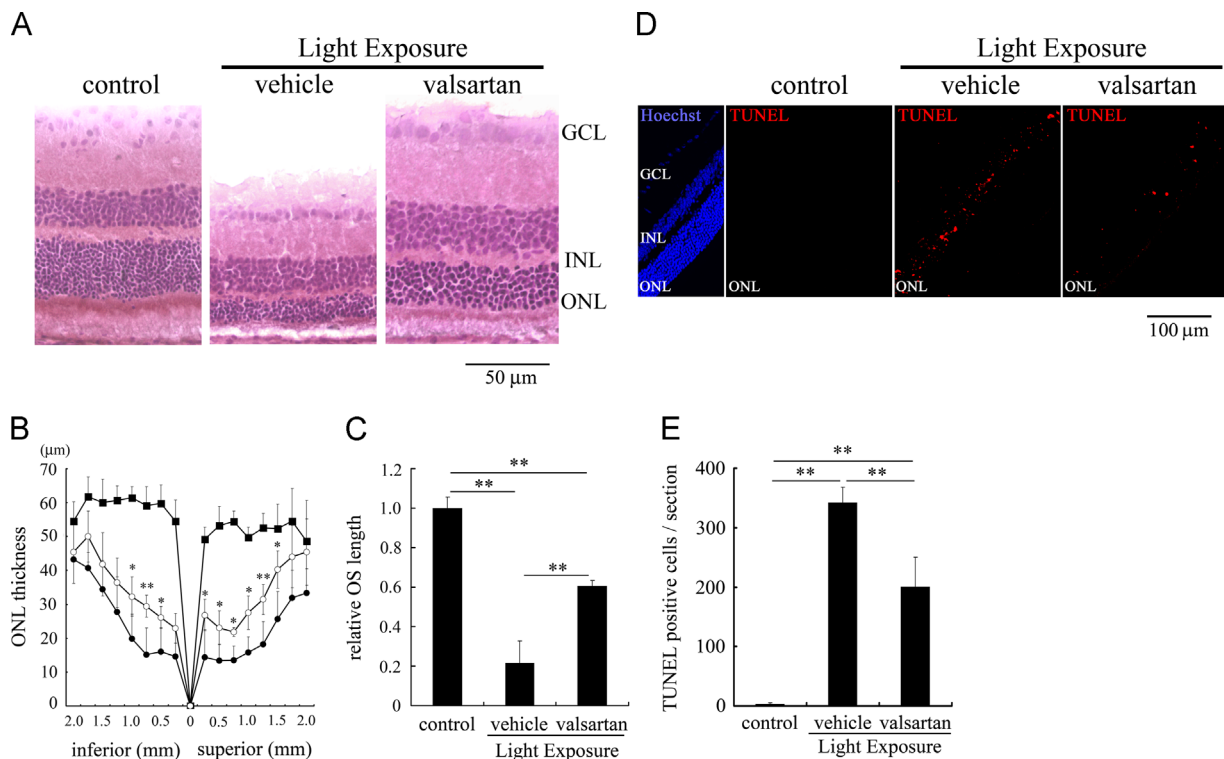 A
Light Exposure
control
vehicle
valsartan
GCL
INL
ONL
50 μm
D
Light Exposure
control
vehicle
valsartan
Hoechst
TUNEL
TUNEL
TUNEL
GCL
INL
ONL
ONL
ONL
ONL
100 μm
B
(μm)
ONL thickness
70
60
50
40
30
20
10
0
*
**
*
*
*
*
*
**
*
2.0 1.5 1.0 0.5 0 0.5 1.0 1.5 2.0
inferior (mm) superior (mm)
C
relative OS length
1.2
1.0
0.8
0.6
0.4
0.2
0
**
**
**
control vehicle valsartan
Light Exposure
E
TUNEL positive cells / section
400
300
200
100
0
**
** **
control vehicle valsartan
Light Exposure